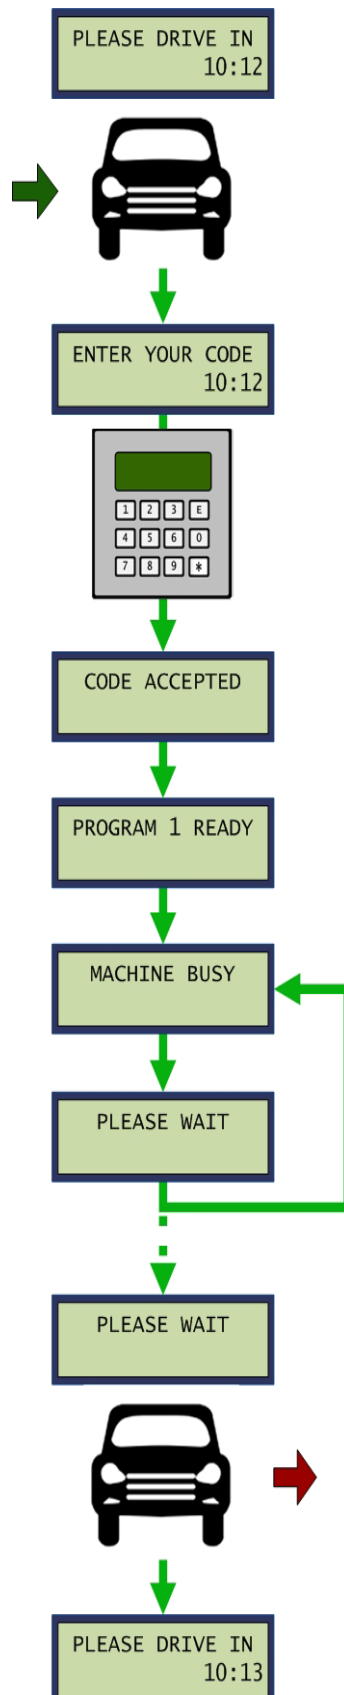 PLEASE DRIVE IN
10:12
ENTER YOUR CODE
10:12
1 2 3 E
4 5 6 0
7 8 9 *
CODE ACCEPTED
PROGRAM 1 READY
MACHINE BUSY
PLEASE WAIT
PLEASE WAIT
PLEASE DRIVE IN
10:13